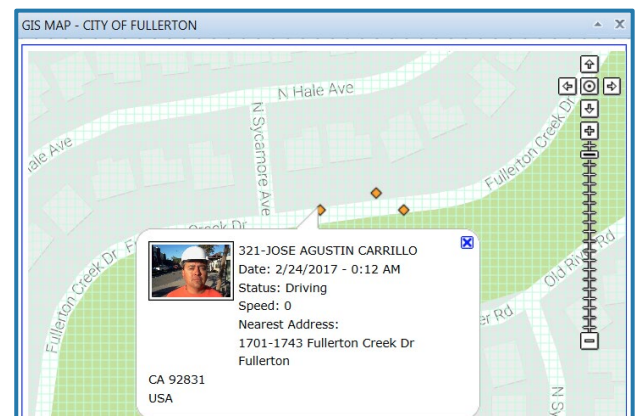 GIS MAP - CITY OF FULLERTON
N Hale Ave
ale Ave
N Sycamore Ave
Fullerton Creek Dr
Creek Dr
Fullerton Creek Dr
Old River Rd
er Rd
321-JOSE AGUSTIN CARRILLO
Date: 2/24/2017 - 0:12 AM
Status: Driving
Speed: 0
Nearest Address:
1701-1743 Fullerton Creek Dr
Fullerton
CA 92831
USA
N S